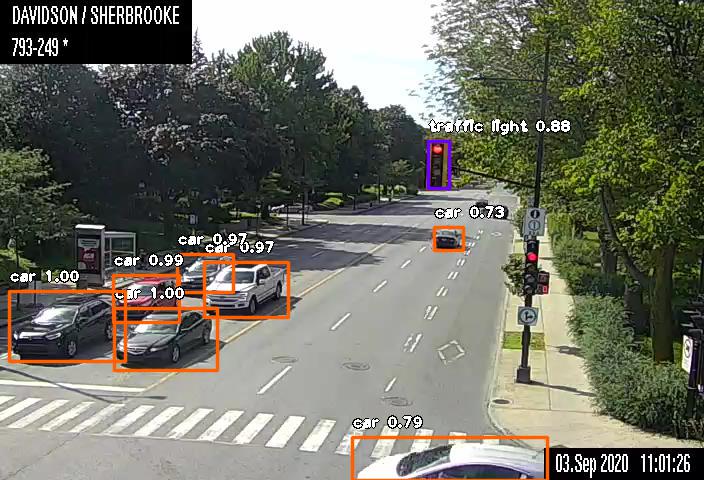 DAVIDSON / SHERBROOKE
793-249 *
traffic light 0.88
car 0.73
car 0.97
car 0.97
car 0.99
car 1.00
car 1.00
car 0.79
03.Sep 2020 11:01:26